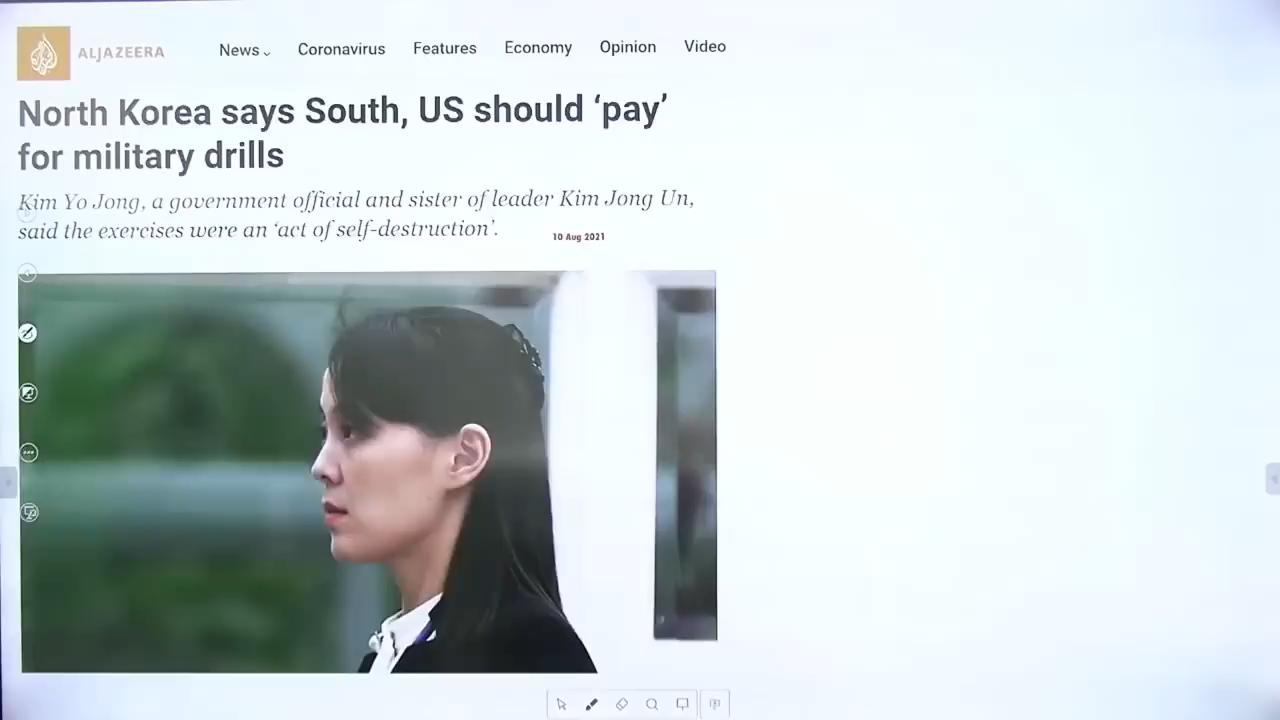 ALJAZEERA
News Coronavirus Features Economy Opinion Video
North Korea says South, US should ‘pay’
for military drills
Kim Yo Jong, a government official and sister of leader Kim Jong Un,
said the exercises were an ‘act of self-destruction’.
10 Aug 2021